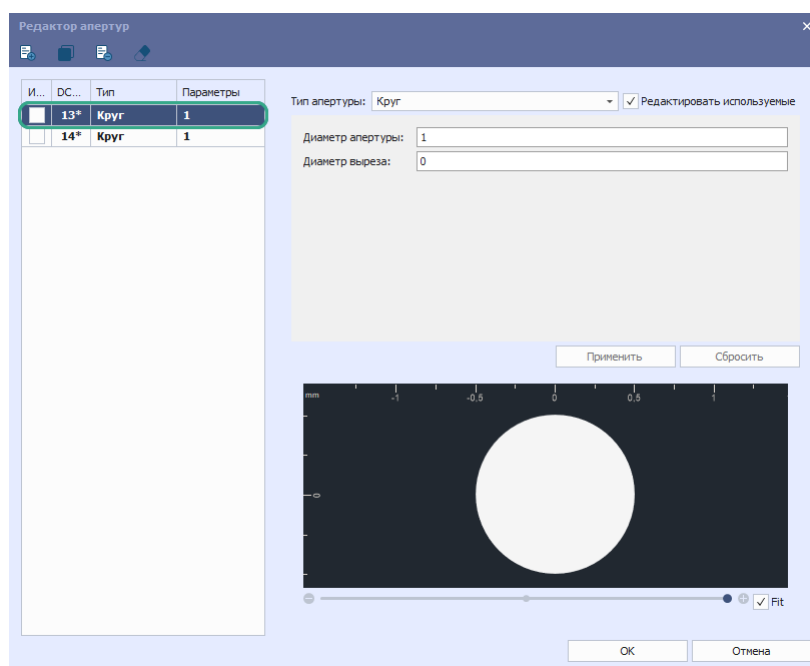 Редактор апертур
И... DC... Тип Параметры
13* Круг 1
14* Круг 1
Тип апертуры: Круг Редактировать используемые
Диаметр апертуры: 1
Диаметр выреза: 0
Применить Сбросить
mm -1 -0,5 0 0,5 1
0
Fit
OK Отмена